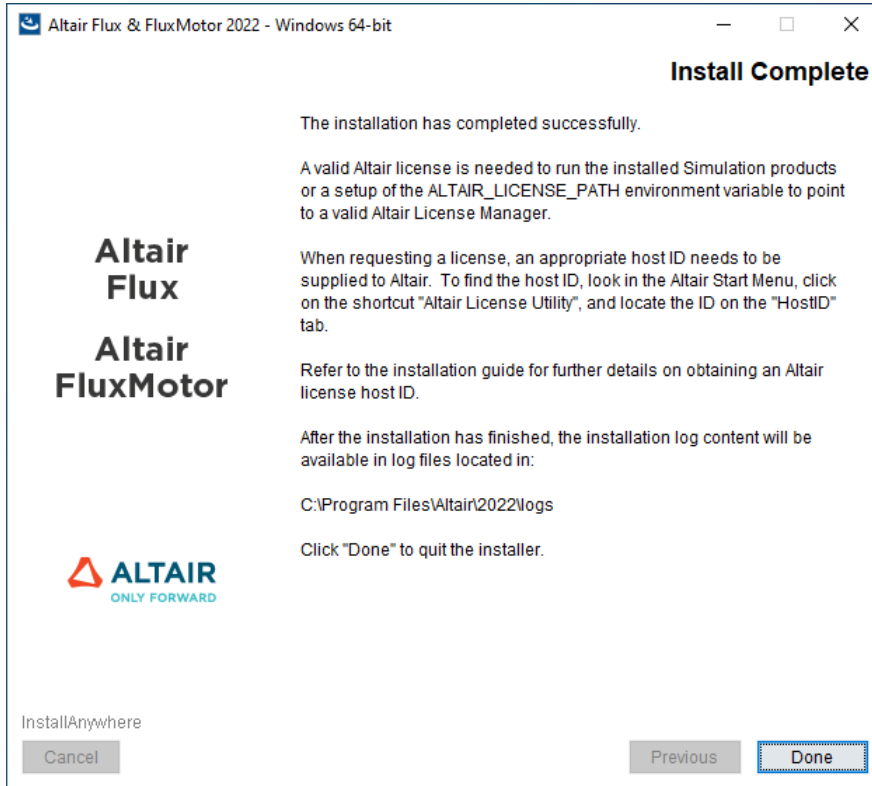 Altair Flux & FluxMotor 2022 - Windows 64-bit
Install Complete
The installation has completed successfully.
A valid Altair license is needed to run the installed Simulation products
or a setup of the ALTAIR_LICENSE_PATH environment variable to point
to a valid Altair License Manager.
When requesting a license, an appropriate host ID needs to be
supplied to Altair.  To find the host ID, look in the Altair Start Menu, click
on the shortcut "Altair License Utility", and locate the ID on the "HostID"
tab.
Refer to the installation guide for further details on obtaining an Altair
license host ID.
After the installation has finished, the installation log content will be
available in log files located in:
C:\Program Files\Altair\2022\logs
Click "Done" to quit the installer.
Altair
Flux
Altair
FluxMotor
ALTAIR
ONLY FORWARD
InstallAnywhere
Cancel
Previous
Done